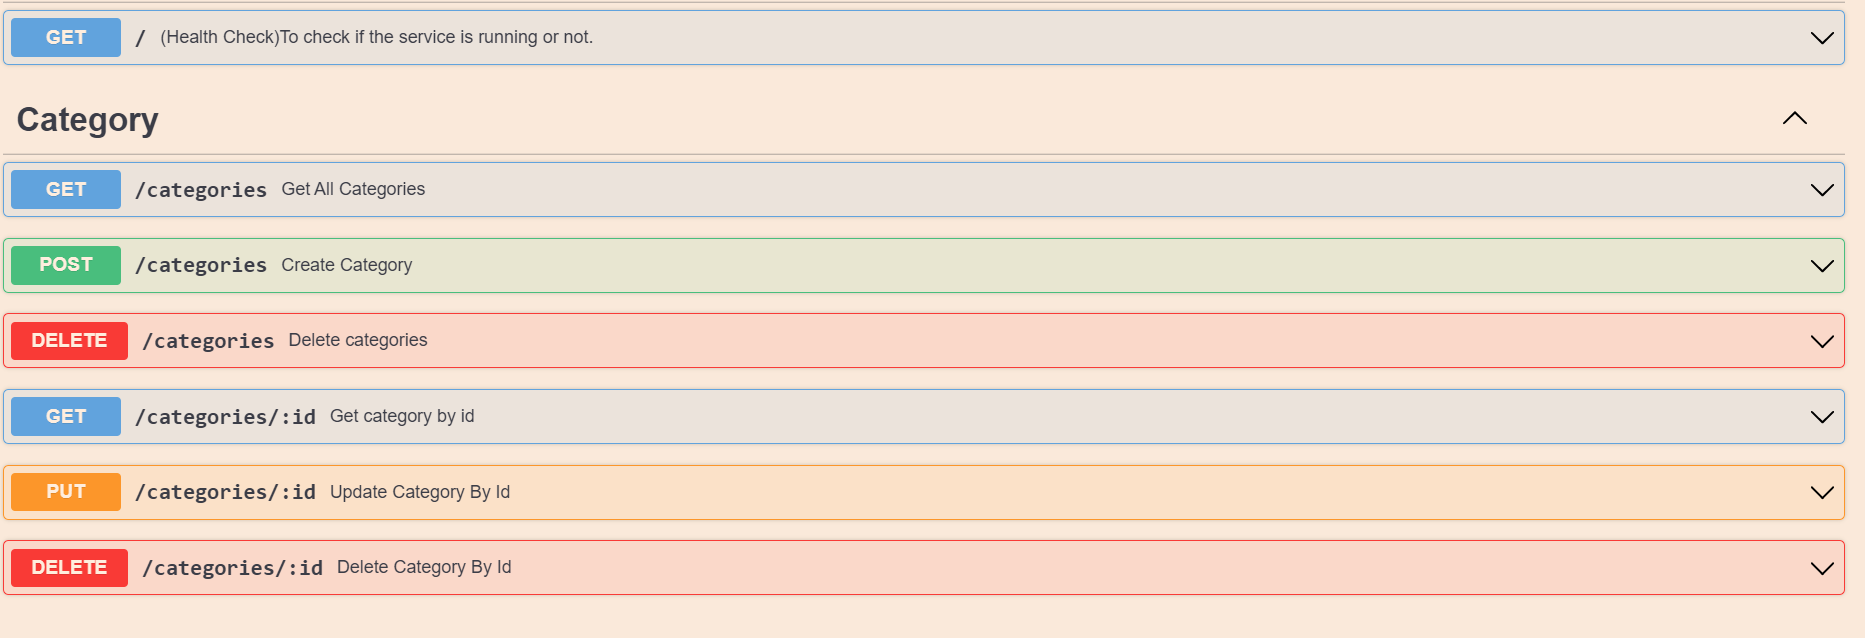 GET / (Health Check)To check if the service is running or not.
Category
GET /categories Get All Categories
POST /categories Create Category
DELETE /categories Delete categories
GET /categories/:id Get category by id
PUT /categories/:id Update Category By Id
DELETE /categories/:id Delete Category By Id